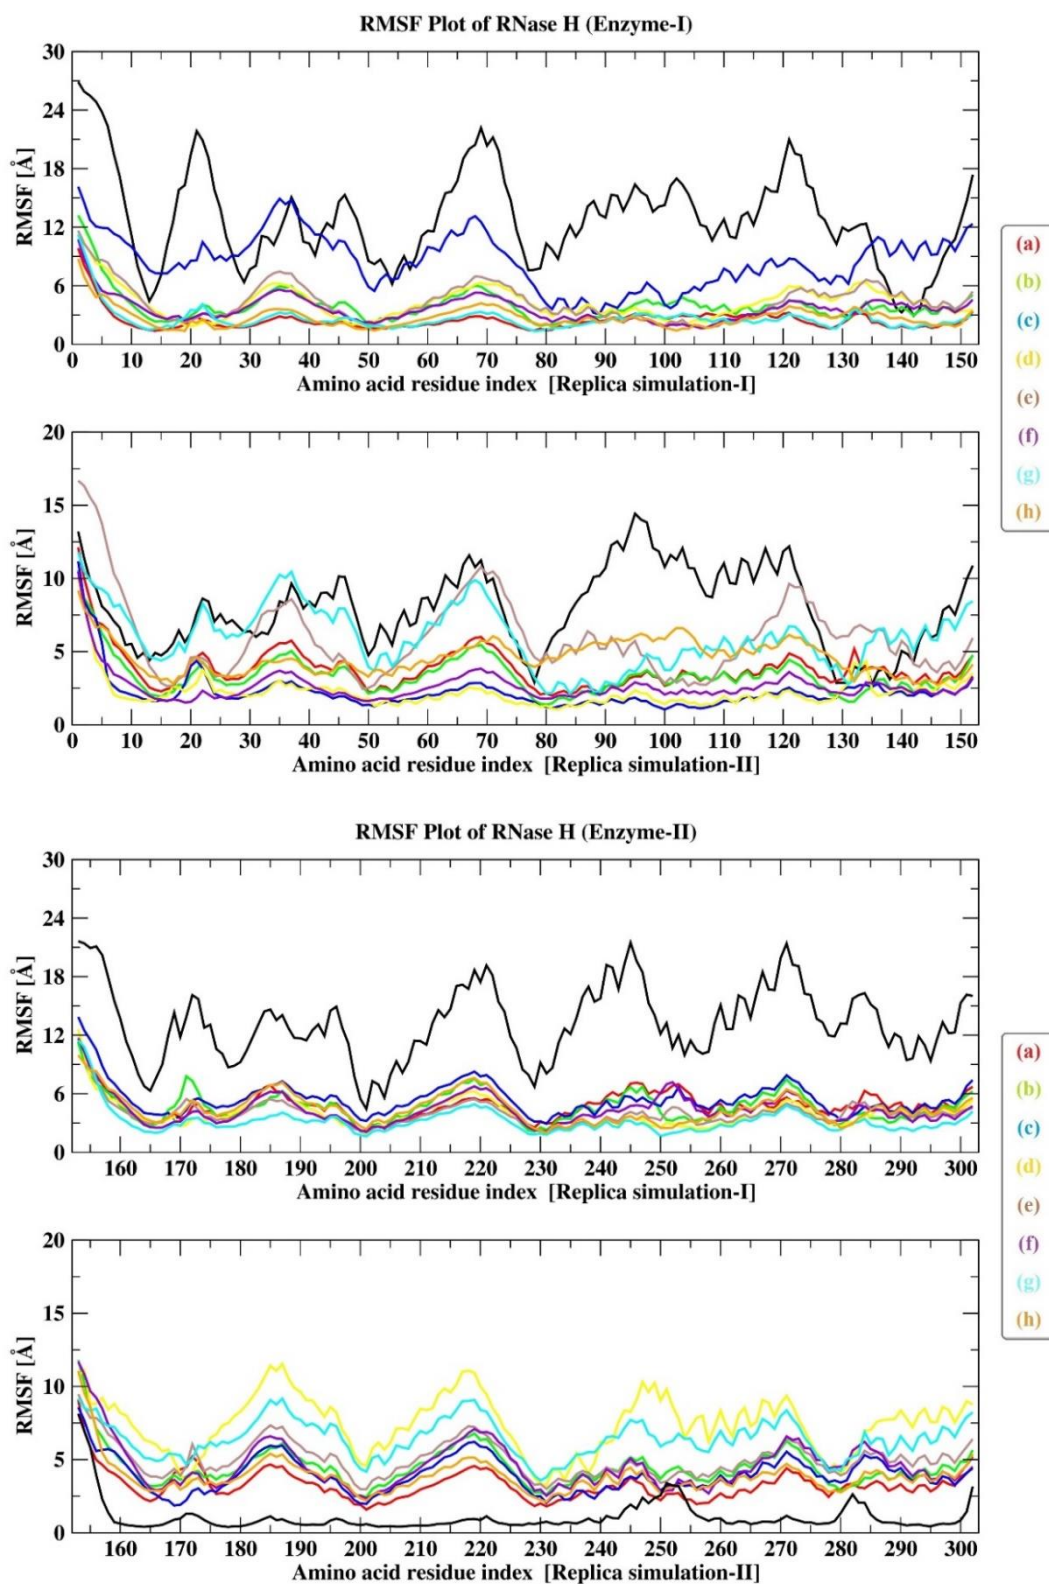 RMSF Plot of RNase H (Enzyme-I)
30
24
18
12
6
0
RMSF [Å]
0 10 20 30 40 50 60 70 80 90 100 110 120 130 140 150
Amino acid residue index [Replica simulation-I]
20
15
10
5
0
RMSF [Å]
0 10 20 30 40 50 60 70 80 90 100 110 120 130 140 150
Amino acid residue index [Replica simulation-II]
(a)
(b)
(c)
(d)
(e)
(f)
(g)
(h)
RMSF Plot of RNase H (Enzyme-II)
30
24
18
12
6
0
RMSF [Å]
160 170 180 190 200 210 220 230 240 250 260 270 280 290 300
Amino acid residue index [Replica simulation-I]
20
15
10
5
0
RMSF [Å]
160 170 180 190 200 210 220 230 240 250 260 270 280 290 300
Amino acid residue index [Replica simulation-II]
(a)
(b)
(c)
(d)
(e)
(f)
(g)
(h)